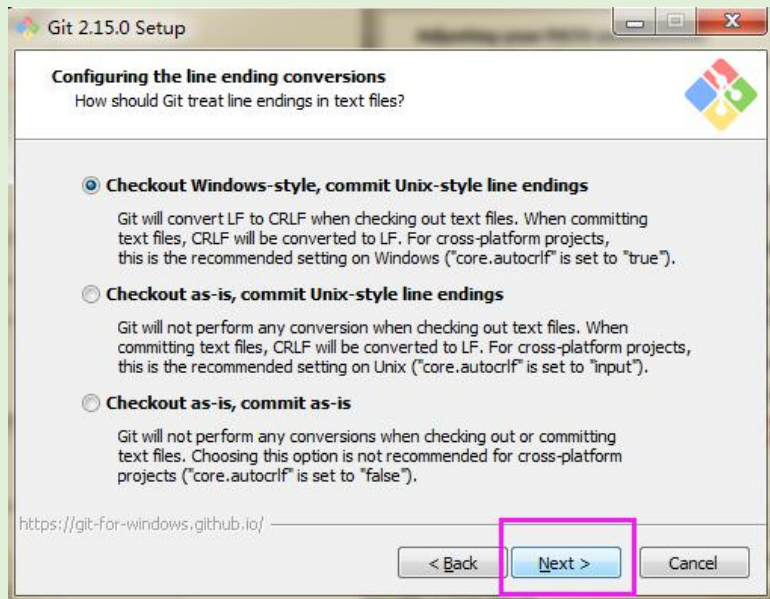 Git 2.15.0 Setup
Configuring the line ending conversions
How should Git treat line endings in text files?
Checkout Windows-style, commit Unix-style line endings
Git will convert LF to CRLF when checking out text files. When committing
text files, CRLF will be converted to LF. For cross-platform projects,
this is the recommended setting on Windows ("core.autocrlf" is set to "true").
Checkout as-is, commit Unix-style line endings
Git will not perform any conversion when checking out text files. When
committing text files, CRLF will be converted to LF. For cross-platform projects,
this is the recommended setting on Unix ("core.autocrlf" is set to "input").
Checkout as-is, commit as-is
Git will not perform any conversions when checking out or committing
text files. Choosing this option is not recommended for cross-platform
projects ("core.autocrlf" is set to "false").
https://git-for-windows.github.io/
< Back Next > Cancel